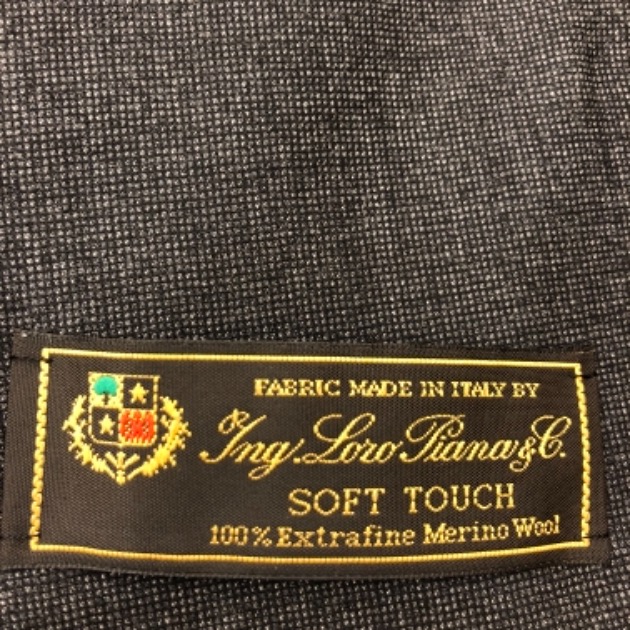 FABRIC MADE IN ITALY BY
Ing. Loro Piana & C.
SOFT TOUCH
100% Extrafine Merino Wool